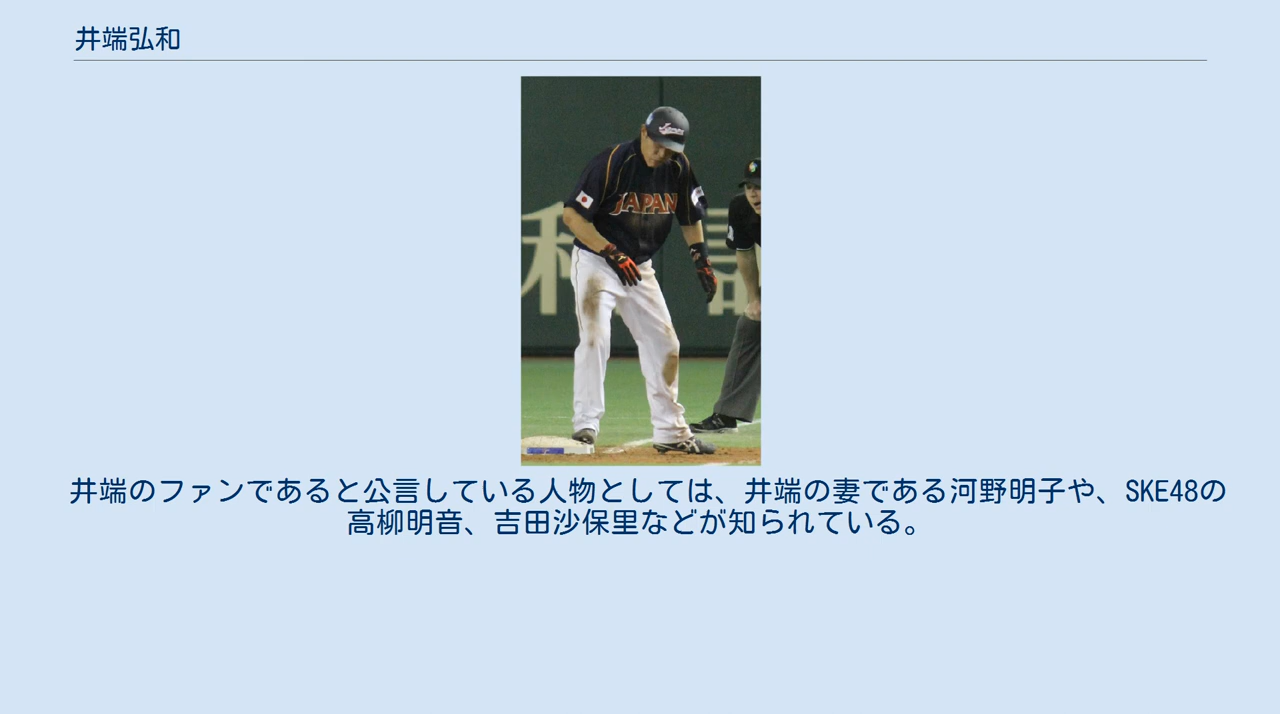 井端弘和
JAPAN
井端のファンであると公言している人物としては、井端の妻である河野明子や、SKE48の
高柳明音、吉田沙保里などが知られている。